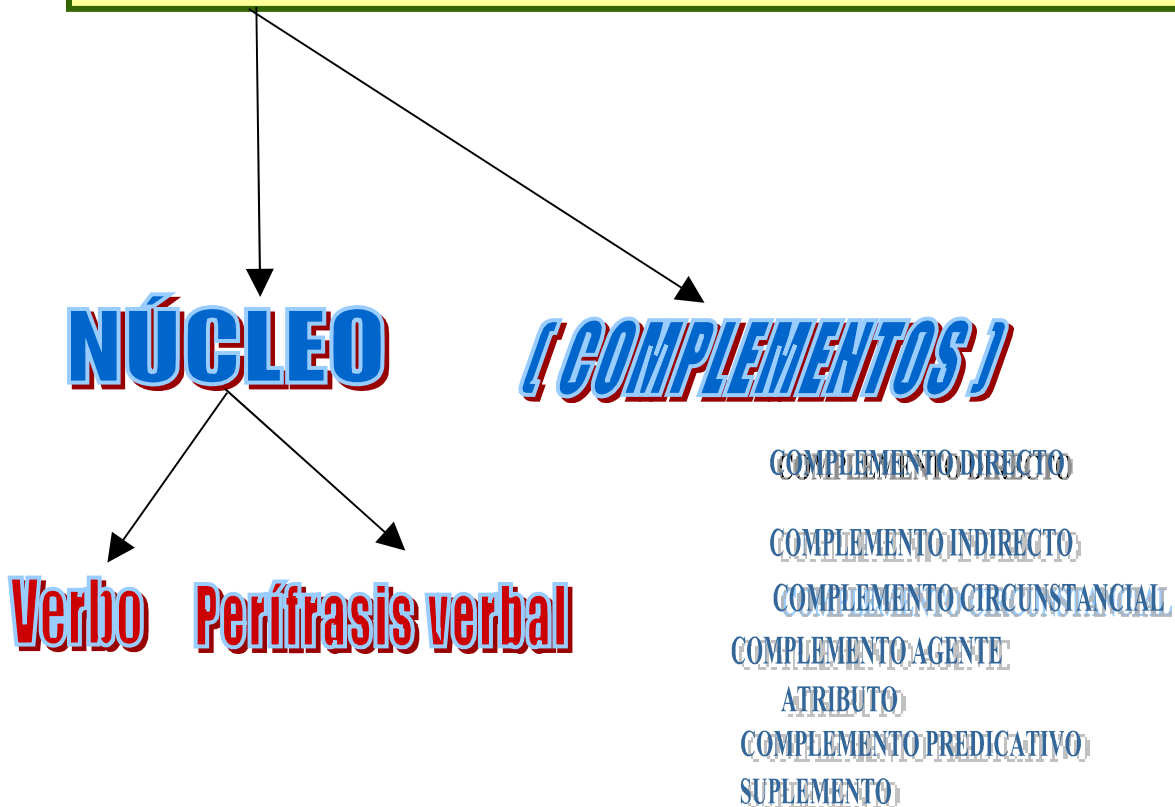 NÚCLEO
( COMPLEMENTOS )
COMPLEMENTO DIRECTO
COMPLEMENTO INDIRECTO
Verbo
Perífrasis verbal
COMPLEMENTO CIRCUNSTANCIAL
COMPLEMENTO AGENTE
ATRIBUTO
COMPLEMENTO PREDICATIVO
SUPLEMENTO